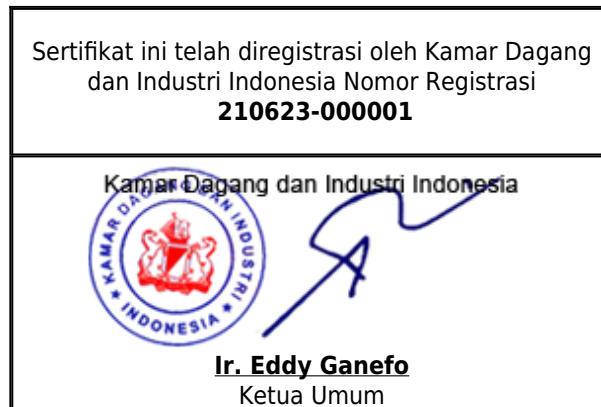 Sertifikat ini telah diregistrasi oleh Kamar Dagang
dan Industri Indonesia Nomor Registrasi
210623-000001
Kamar Dagang dan Industri Indonesia
KAMAR DAGANG DAN INDUSTRI
★ INDONESIA ★
Ir. Eddy Ganefo
Ketua Umum